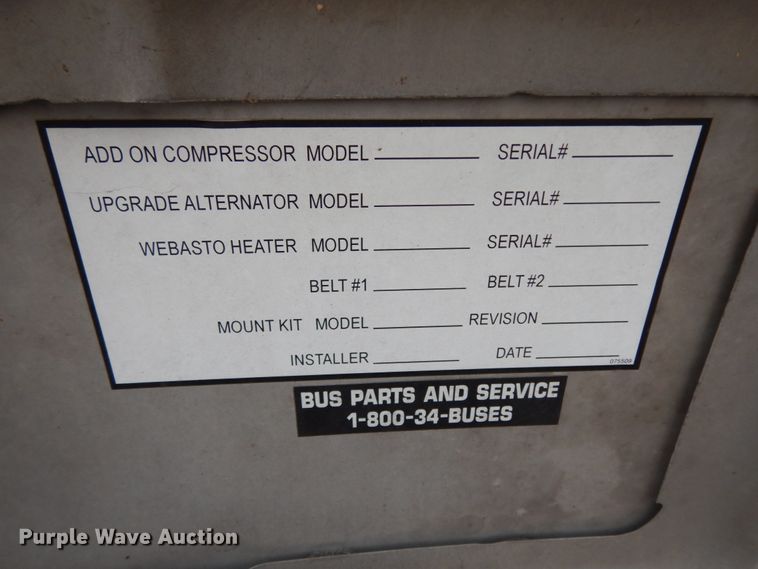 ADD ON COMPRESSOR MODEL SERIAL#
UPGRADE ALTERNATOR MODEL SERIAL#
WEBASTO HEATER MODEL SERIAL#
BELT #1 BELT #2
MOUNT KIT MODEL REVISION
INSTALLER DATE
075509
BUS PARTS AND SERVICE
1-800-34-BUSES
Purple Wave Auction